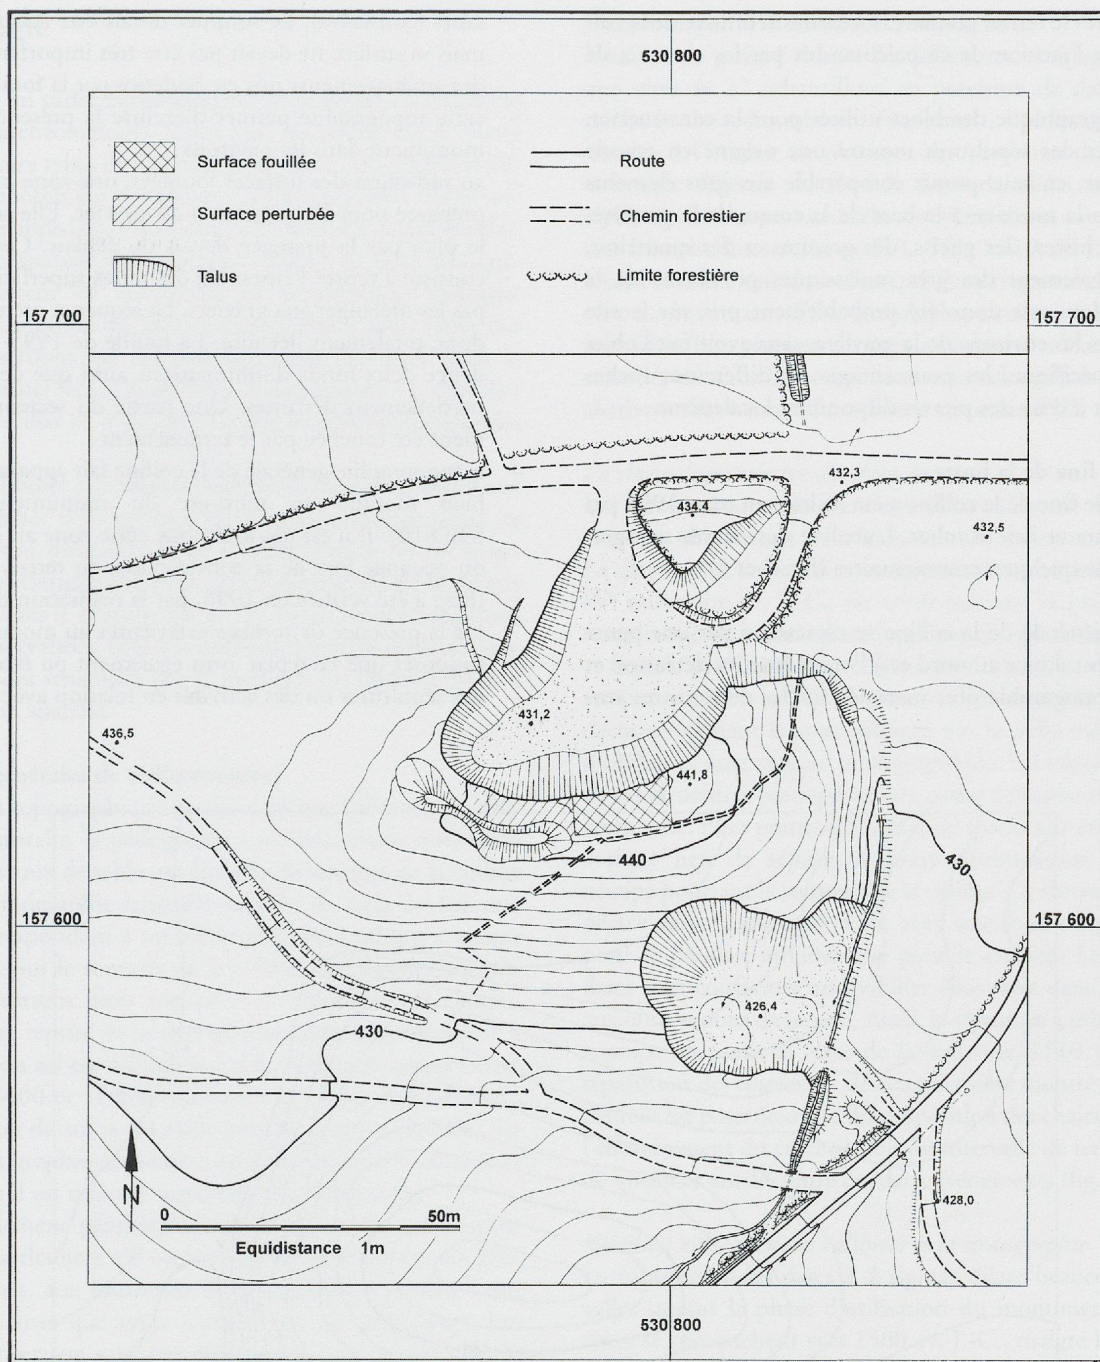 530 800
Surface fouillée
Route
Surface perturbée
Chemin forestier
Talus
Limite forestière
157 700
157 700
432,3
434,4
432,5
431,2
436,5
441,8
440
430
157 600
157 600
426,4
430
N
0 50m
428,0
Equidistance 1m
530 800